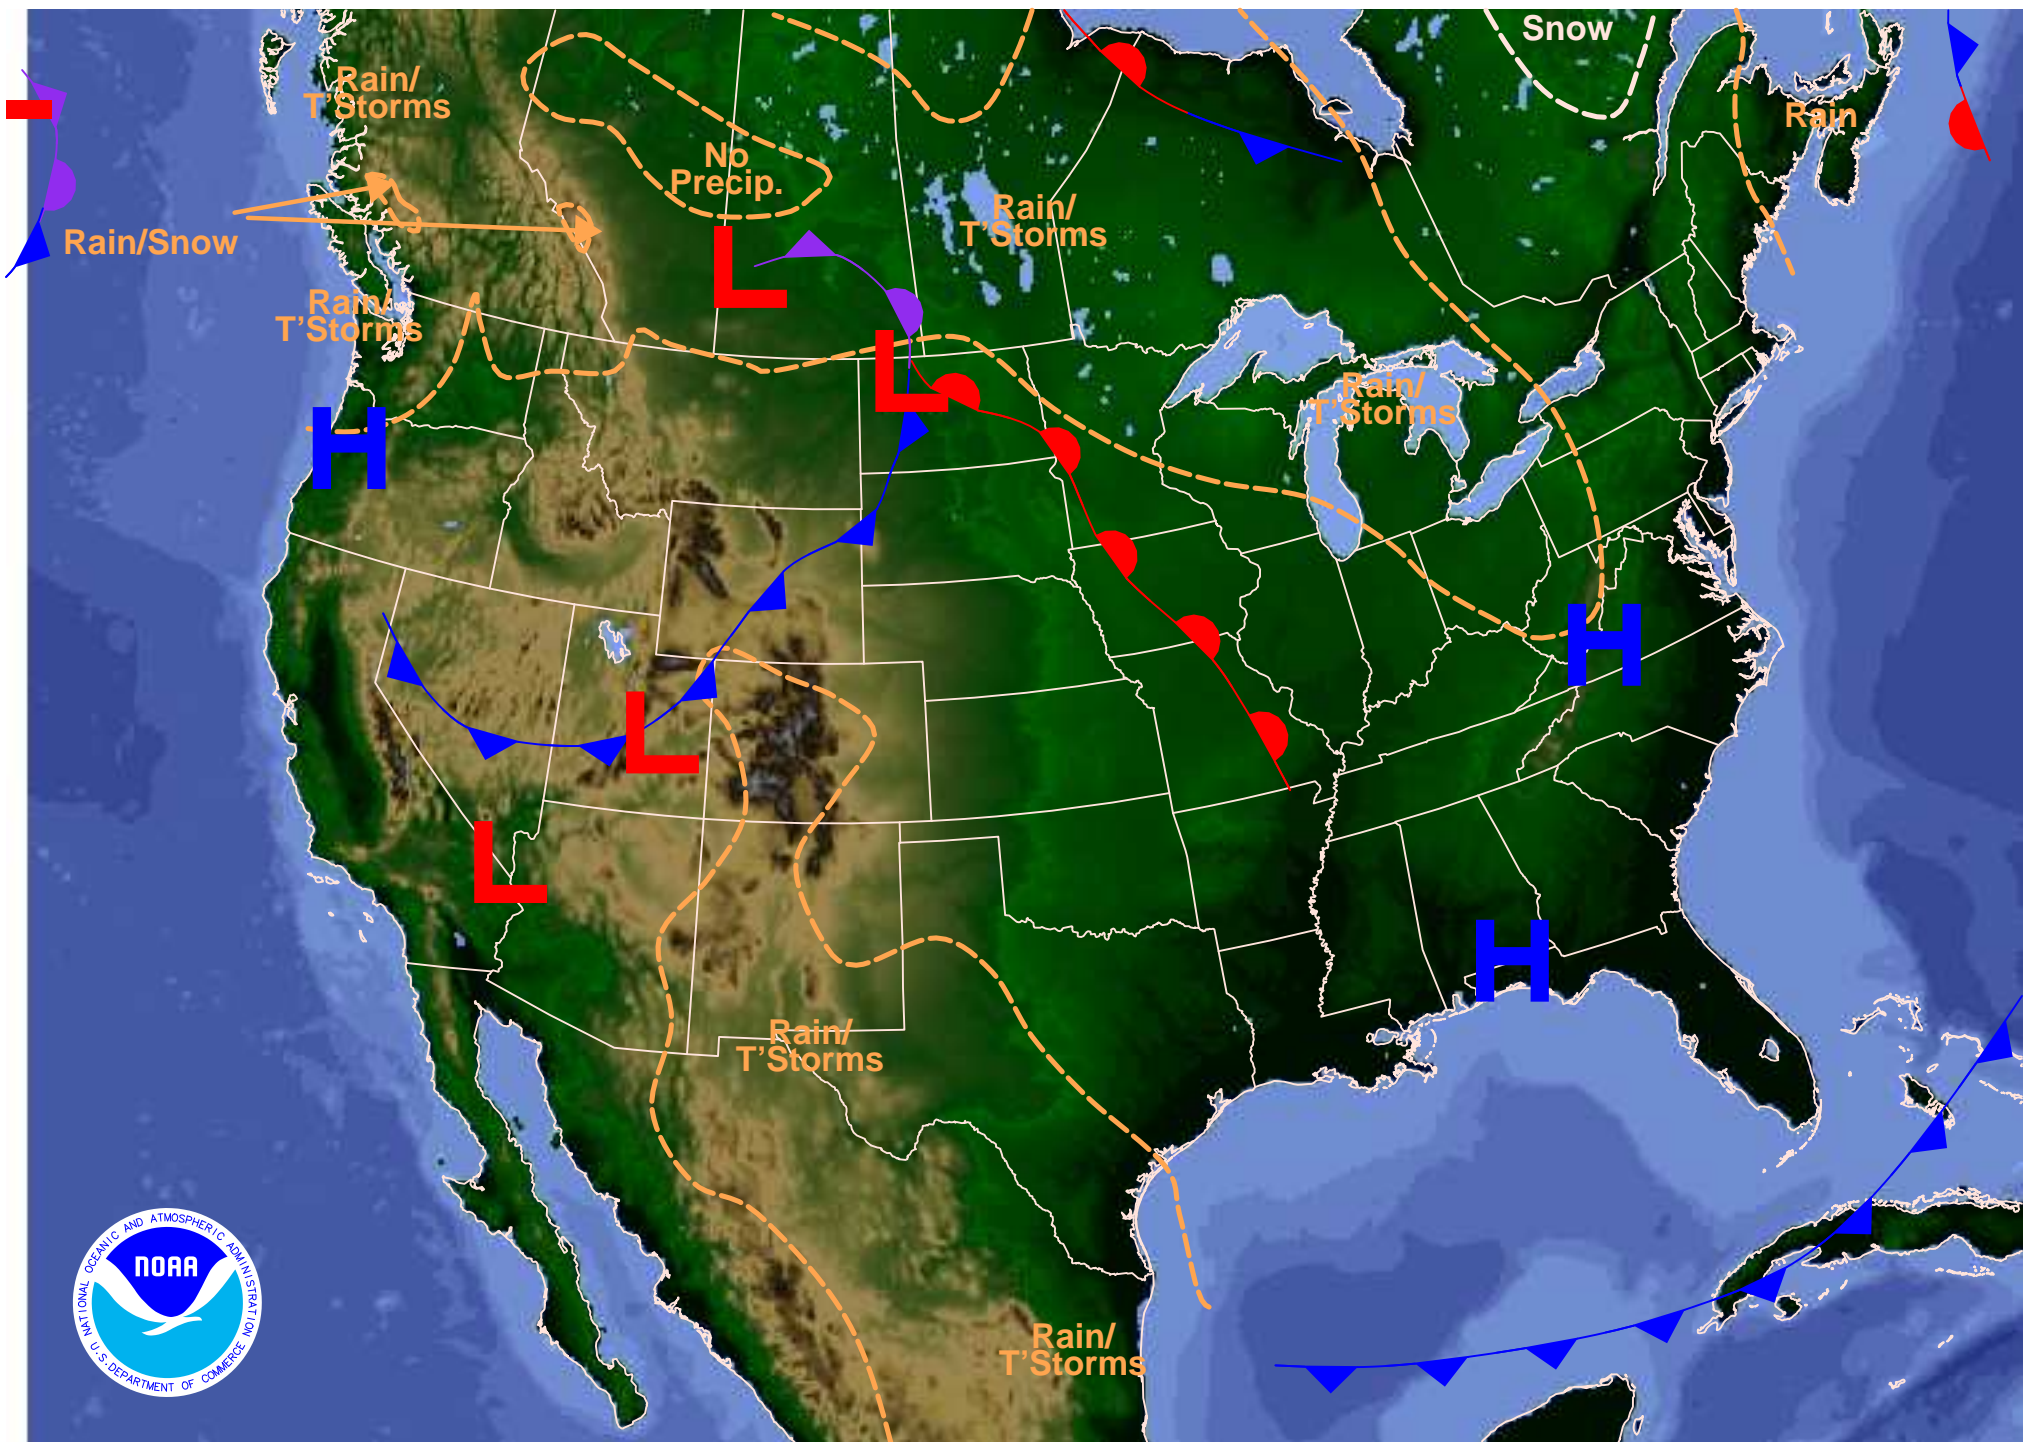 Snow
Rain/
T'Storms
Rain
No
Precip.
Rain/
T'Storms
Rain/Snow
L
Rain/
T'Storms
L
Rain/
T'Storms
H
H
L
L
H
Rain/
T'Storms
Rain/
T'Storms
NATIONAL OCEANIC AND ATMOSPHERIC ADMINISTRATION
NOAA
U.S. DEPARTMENT OF COMMERCE